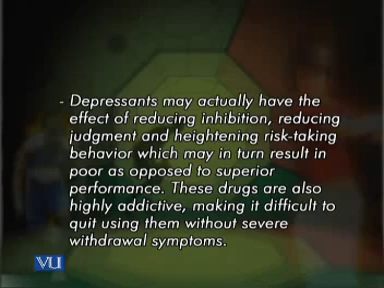 - Depressants may actually have the
effect of reducing inhibition, reducing
judgment and heightening risk-taking
behavior which may in turn result in
poor as opposed to superior
performance. These drugs are also
highly addictive, making it difficult to
quit using them without severe
withdrawal symptoms.
VU